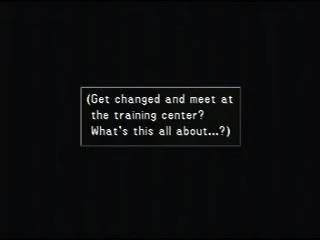 (Get changed and meet at
the training center?
What's this all about...?)